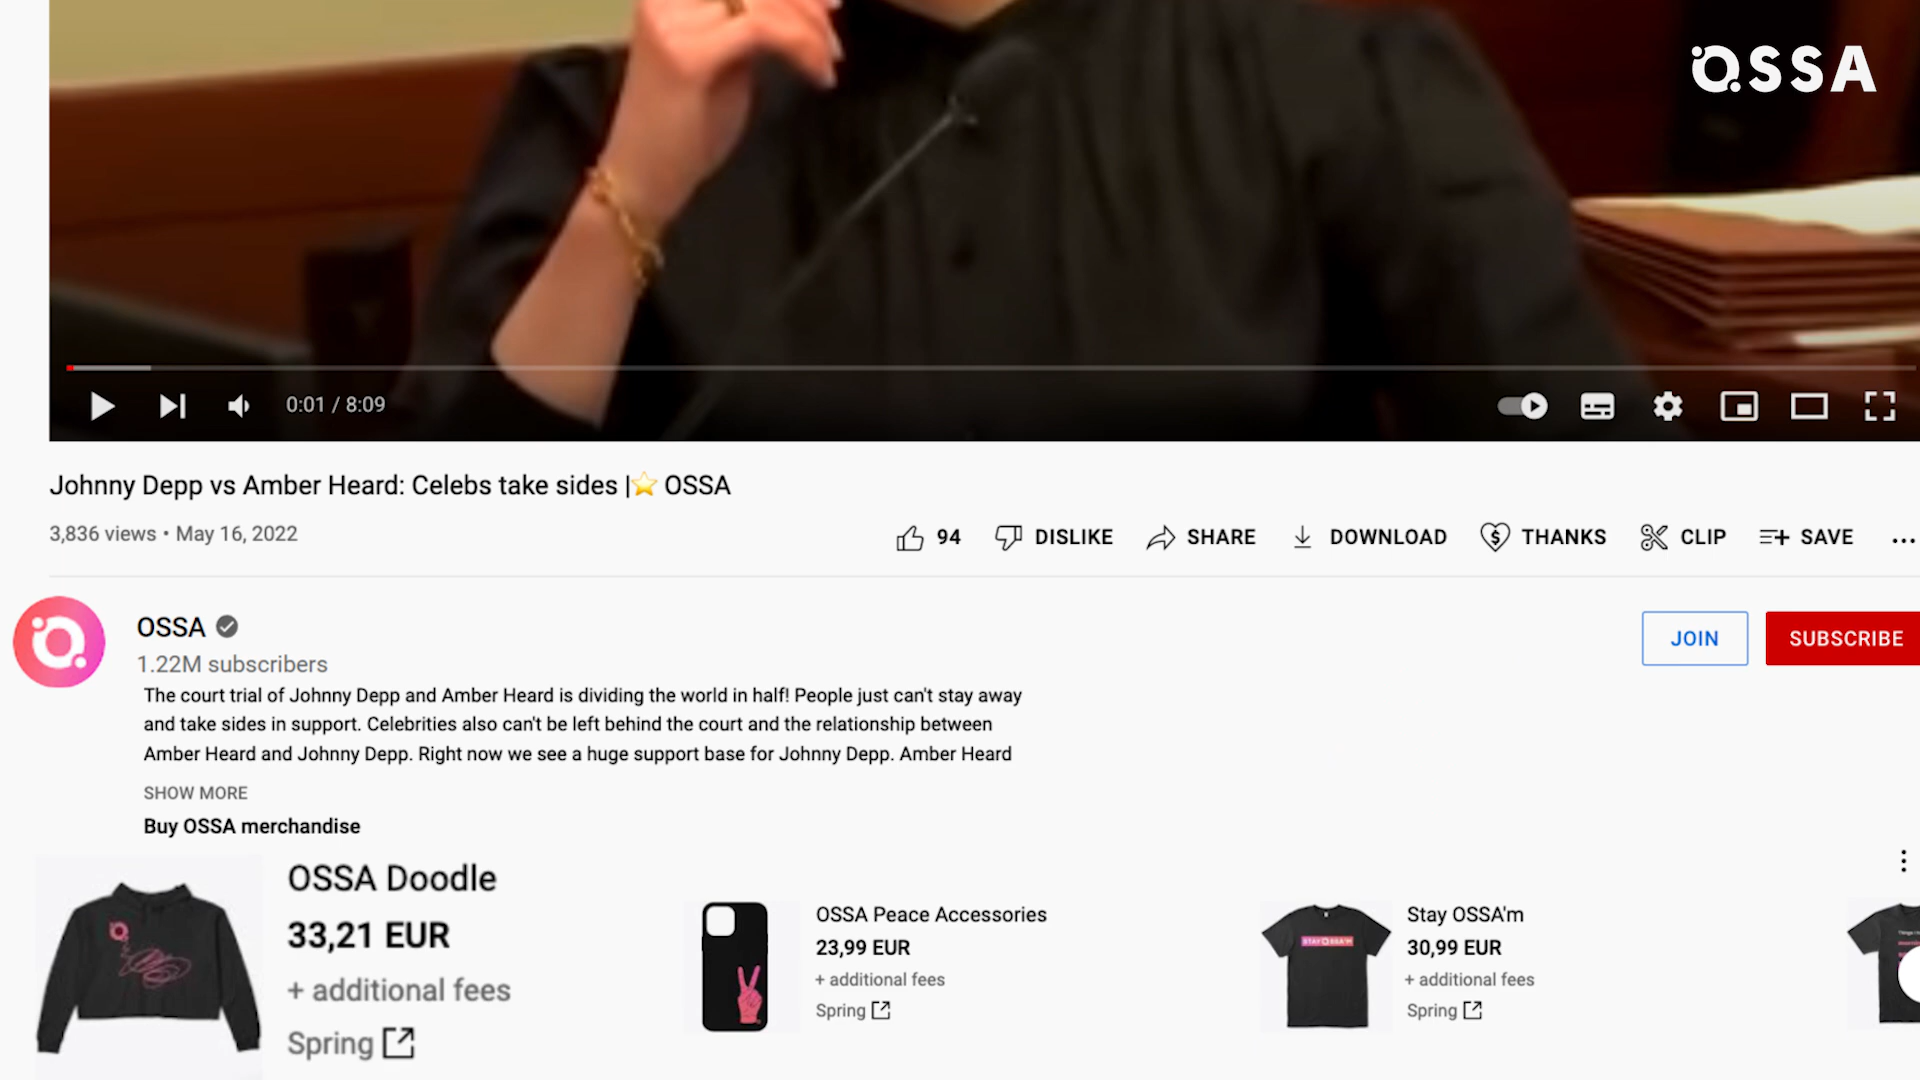 OSSA
0:01 / 8:09
Johnny Depp vs Amber Heard: Celebs take sides |⭐ OSSA
3,836 views • May 16, 2022
94 DISLIKE SHARE DOWNLOAD THANKS CLIP SAVE ...
OSSA
1.22M subscribers
JOIN SUBSCRIBE
The court trial of Johnny Depp and Amber Heard is dividing the world in half! People just can't stay away
and take sides in support. Celebrities also can't be left behind the court and the relationship between
Amber Heard and Johnny Depp. Right now we see a huge support base for Johnny Depp. Amber Heard
SHOW MORE
Buy OSSA merchandise
OSSA Doodle
33,21 EUR
+ additional fees
Spring
OSSA Peace Accessories
23,99 EUR
+ additional fees
Spring
STAY OSSA'M
Stay OSSA'm
30,99 EUR
+ additional fees
Spring